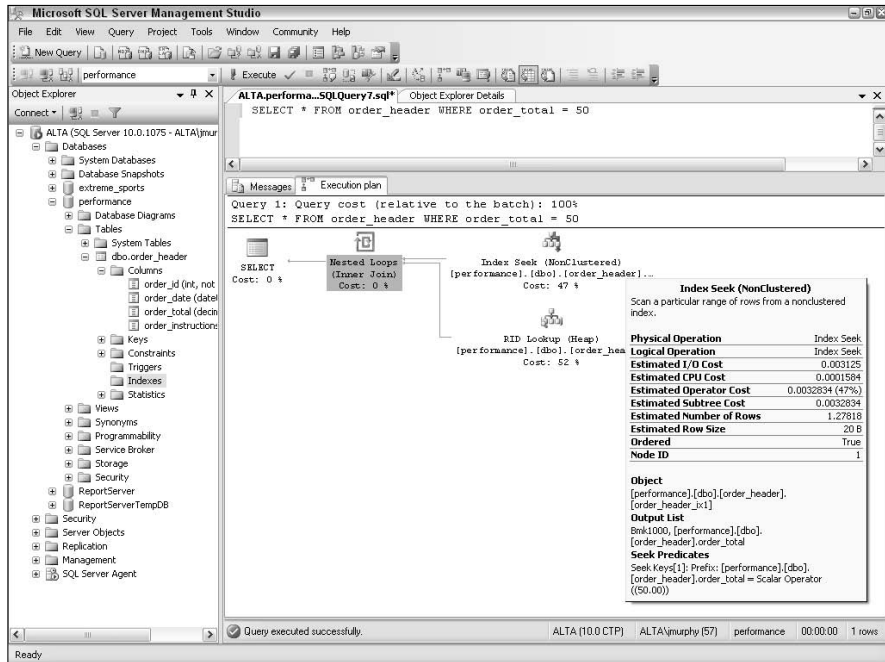 Microsoft SQL Server Management Studio
File Edit View Query Project Tools Window Community Help
New Query
performance
Execute
Object Explorer
Connect
ALTA (SQL Server 10.0.1075 - ALTA\jmur
Databases
System Databases
Database Snapshots
extreme_sports
performance
Database Diagrams
Tables
System Tables
dbo.order_header
Columns
order_id (int, not
order_date (datet
order_total (decin
order_instructions
Keys
Constraints
Triggers
Indexes
Statistics
Views
Synonyms
Programmability
Service Broker
Storage
Security
ReportServer
ReportServerTempDB
Security
Server Objects
Replication
Management
SQL Server Agent
ALTA.performa...SQLQuery7.sql* Object Explorer Details
SELECT * FROM order_header WHERE order_total = 50
Messages Execution plan
Query 1: Query cost (relative to the batch): 100%
SELECT * FROM order_header WHERE order_total = 50
SELECT
Cost: 0 %
Nested Loops
(Inner Join)
Cost: 0 %
Index Seek (NonClustered)
[performance].[dbo].[order_header]...
Cost: 47 %
RID Lookup (Heap)
[performance].[dbo].[order_hea
Cost: 52 %
Index Seek (NonClustered)
Scan a particular range of rows from a nonclustered
index.
Physical Operation Index Seek
Logical Operation Index Seek
Estimated I/O Cost 0.003125
Estimated CPU Cost 0.0001584
Estimated Operator Cost 0.0032834 (47%)
Estimated Subtree Cost 0.0032834
Estimated Number of Rows 1.27818
Estimated Row Size 20 B
Ordered True
Node ID 1
Object
[performance].[dbo].[order_header].
[order_header_ix1]
Output List
Bmk1000, [performance].[dbo].
[order_header].order_total
Seek Predicates
Seek Keys[1]: Prefix: [performance].[dbo].
[order_header].order_total = Scalar Operator
((50.00))
Query executed successfully. ALTA (10.0 CTP) ALTA\jmurphy (57) performance 00:00:00 1 rows
Ready